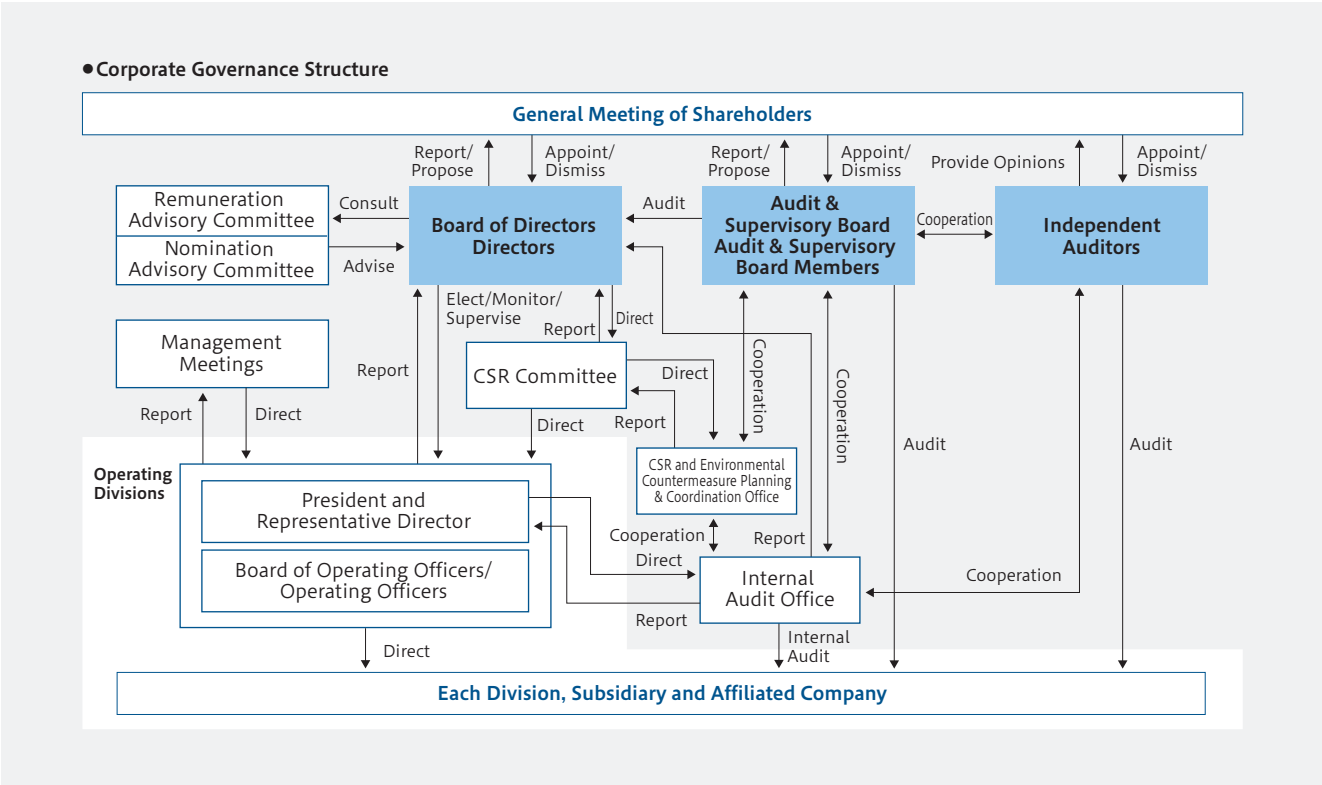 ●Corporate Governance Structure
General Meeting of Shareholders
Report/
Propose
Appoint/
Dismiss
Report/
Propose
Appoint/
Dismiss
Provide Opinions
Appoint/
Dismiss
Remuneration
Advisory Committee
Nomination
Advisory Committee
Consult
Advise
Board of Directors
Directors
Audit
Audit &
Supervisory Board
Audit & Supervisory
Board Members
Cooperation
Independent
Auditors
Elect/Monitor/
Supervise
Report
Direct
Management
Meetings
Report
CSR Committee
Direct
Report
Cooperation
Cooperation
Report
Direct
Direct
Audit
Audit
Operating
Divisions
CSR and Environmental
Countermeasure Planning
& Coordination Office
President and
Representative Director
Board of Operating Officers/
Operating Officers
Cooperation
Report
Direct
Internal
Audit Office
Cooperation
Report
Internal
Audit
Direct
Each Division, Subsidiary and Affiliated Company